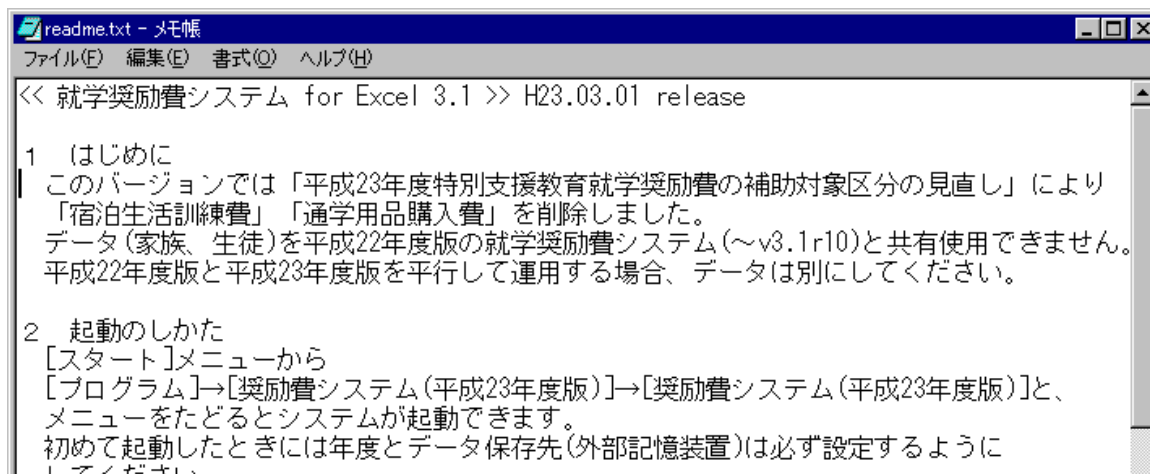 readme.txt - メモ帳
ファイル(F) 編集(E) 書式(O) ヘルプ(H)
<< 就学奨励費システム for Excel 3.1 >> H23.03.01 release
1 はじめに
このバージョンでは「平成23年度特別支援教育就学奨励費の補助対象区分の見直し」により
「宿泊生活訓練費」「通学用品購入費」を削除しました。
データ(家族、生徒)を平成22年度版の就学奨励費システム(～v3.1r10)と共有使用できません。
平成22年度版と平成23年度版を平行して運用する場合、データは別にしてください。
2 起動のしかた
[スタート]メニューから
[プログラム]→[奨励費システム(平成23年度版)]→[奨励費システム(平成23年度版)]と、
メニューをたどるとシステムが起動できます。
初めて起動したときには年度とデータ保存先(外部記憶装置)は必ず設定するように
してください